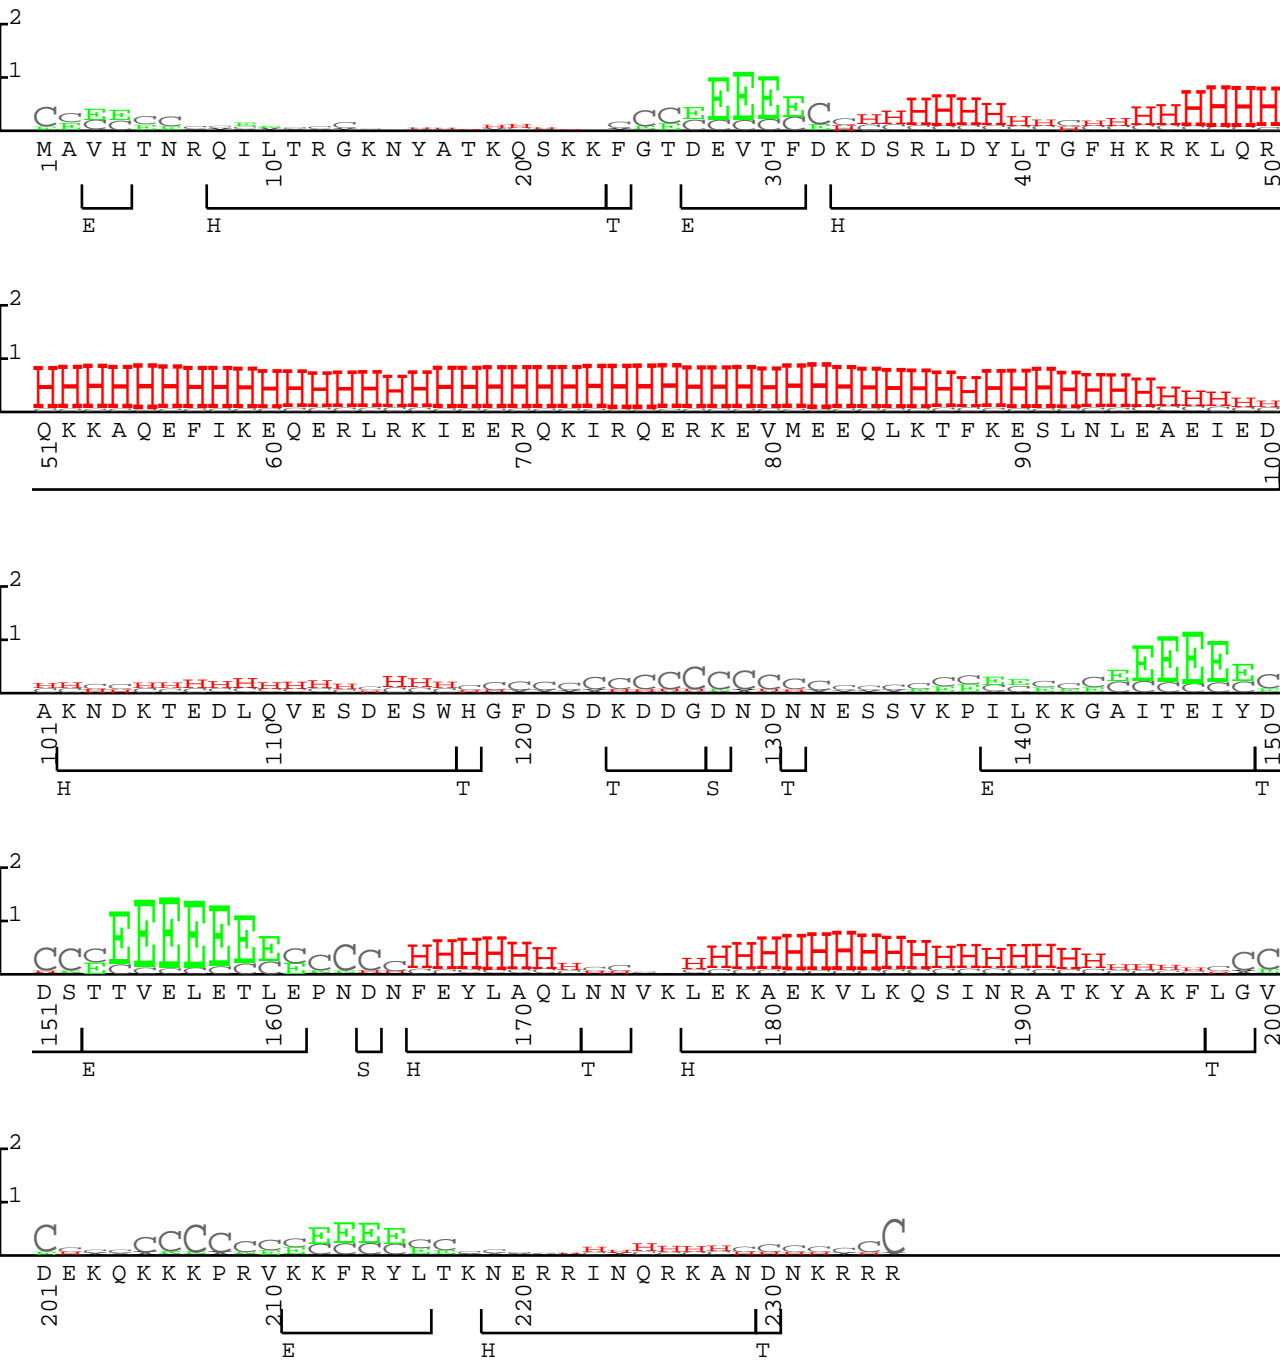 2
1
M A V H T N R Q I L T R G K N Y A T K Q S K K F G T D E V T F D K D S R L D Y L T G F H K R K L Q R
1 10 20 30 40 50
E H T E H
2
1
Q K K A Q E F I K E Q E R L R K I E E R Q K I R Q E R K E V M E E Q L K T F K E S L N L E A E I E D
51 60 70 80 90 100
2
1
A K N D K T E D L Q V E S D E S W H G F D S D K D D G D N D N N E S S V K P I L K K G A I T E I Y D
101 110 120 130 140 150
H T T S T E T
2
1
D S T T V E L E T L E P N D N F E Y L A Q L N N V K L E K A E K V L K Q S I N R A T K Y A K F L G V
151 160 170 180 190 200
E S H T H T
2
1
D E K Q K K K P R V K K F R Y L T K N E R R I N Q R K A N D N K R R R
201 210 220 230
E H T